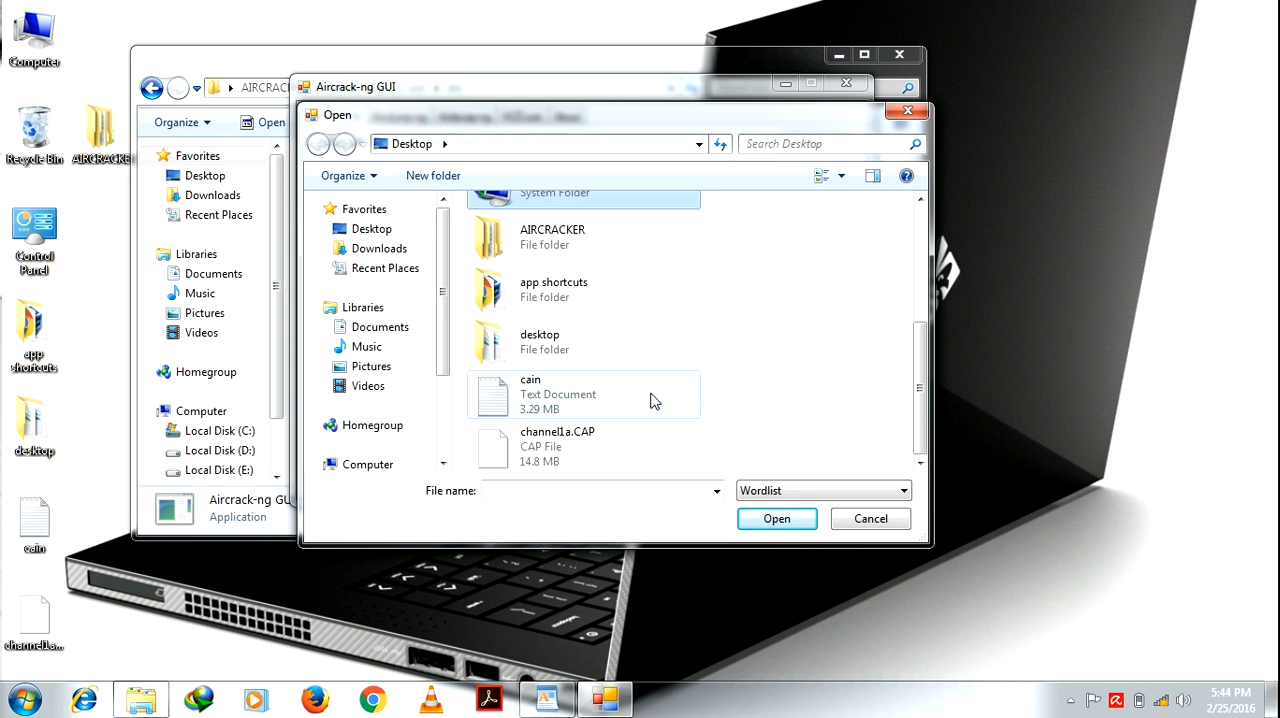 Computer
Recycle Bin
AIRCRACKE
Control
Panel
app
shortcuts
desktop
cain
channel1a...
AIRCRAC
Organize
Open
Favorites
Desktop
Downloads
Recent Places
Libraries
Documents
Music
Pictures
Videos
Homegroup
Computer
Local Disk (C:)
Local Disk (D:)
Local Disk (E:)
Aircrack-ng GU
Application
Aircrack-ng GUI
Open
Desktop
Search Desktop
Organize
New folder
Favorites
Desktop
Downloads
Recent Places
Libraries
Documents
Music
Pictures
Videos
Homegroup
Computer
System Folder
AIRCRACKER
File folder
app shortcuts
File folder
desktop
File folder
cain
Text Document
3.29 MB
channel1a.CAP
CAP File
14.8 MB
File name:
Wordlist
Open
Cancel
5:44 PM
2/25/2016